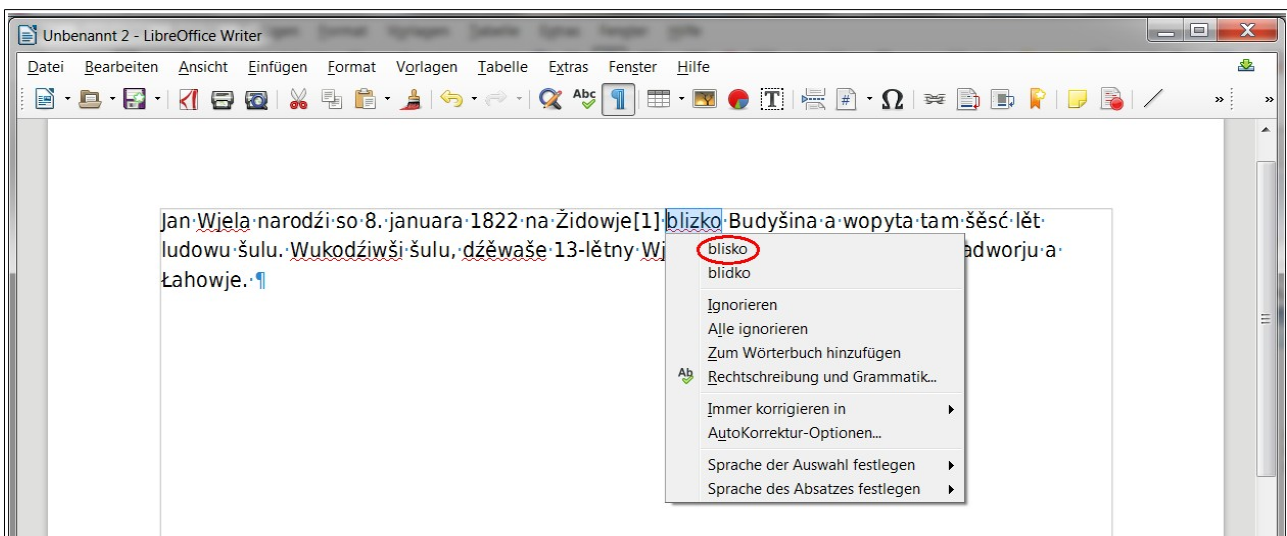 Unbenannt 2 - LibreOffice Writer
Datei Bearbeiten Ansicht Einfügen Format Vorlagen Tabelle Extras Fenster Hilfe
Jan Wjela narodźi so 8. januara 1822 na Židowje[1] blizko Budyšina a wopyta tam šěsć lět
ludowu šulu. Wukodźiwši šulu, dźěwaše 13-lětny Wj adworju a
Łahowje. ¶
blisko
blidko
Ignorieren
Alle ignorieren
Zum Wörterbuch hinzufügen
Rechtschreibung und Grammatik...
Immer korrigieren in
AutoKorrektur-Optionen...
Sprache der Auswahl festlegen
Sprache des Absatzes festlegen